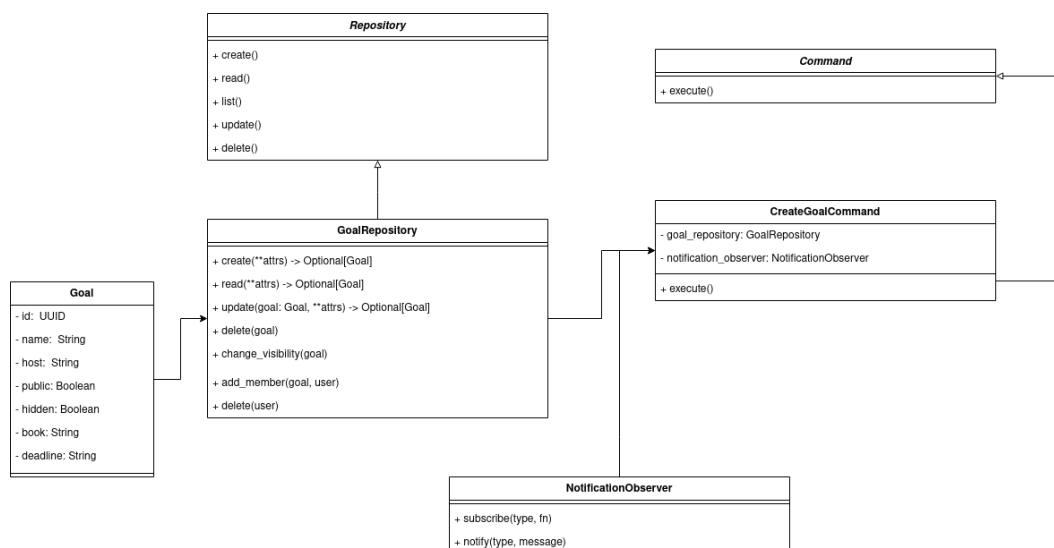 Repository
+ create()
+ read()
+ list()
+ update()
+ delete()
Command
+ execute()
GoalRepository
+ create(**attrs) -> Optional[Goal]
+ read(**attrs) -> Optional[Goal]
+ update(goal: Goal, **attrs) -> Optional[Goal]
+ delete(goal)
+ change_visibility(goal)
+ add_member(goal, user)
+ delete(user)
CreateGoalCommand
- goal_repository: GoalRepository
- notification_observer: NotificationObserver
+ execute()
Goal
- id: UUID
- name: String
- host: String
- public: Boolean
- hidden: Boolean
- book: String
- deadline: String
NotificationObserver
+ subscribe(type, fn)
+ notify(type, message)